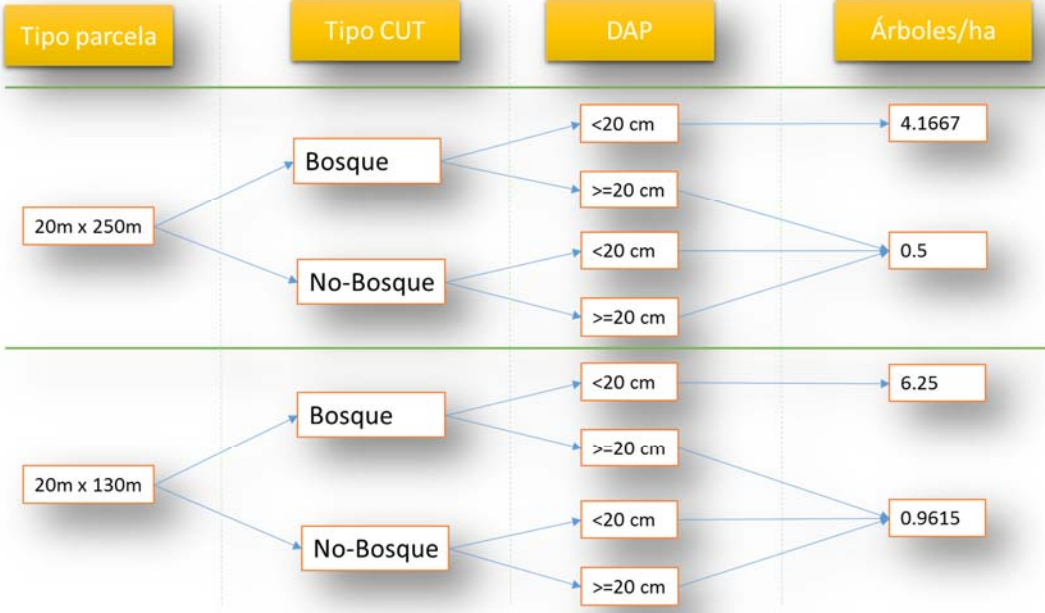 Tipo parcela
Tipo CUT
DAP
Árboles/ha
<20 cm
4.1667
Bosque
>=20 cm
20m x 250m
<20 cm
0.5
No-Bosque
>=20 cm
<20 cm
6.25
Bosque
>=20 cm
20m x 130m
<20 cm
0.9615
No-Bosque
>=20 cm